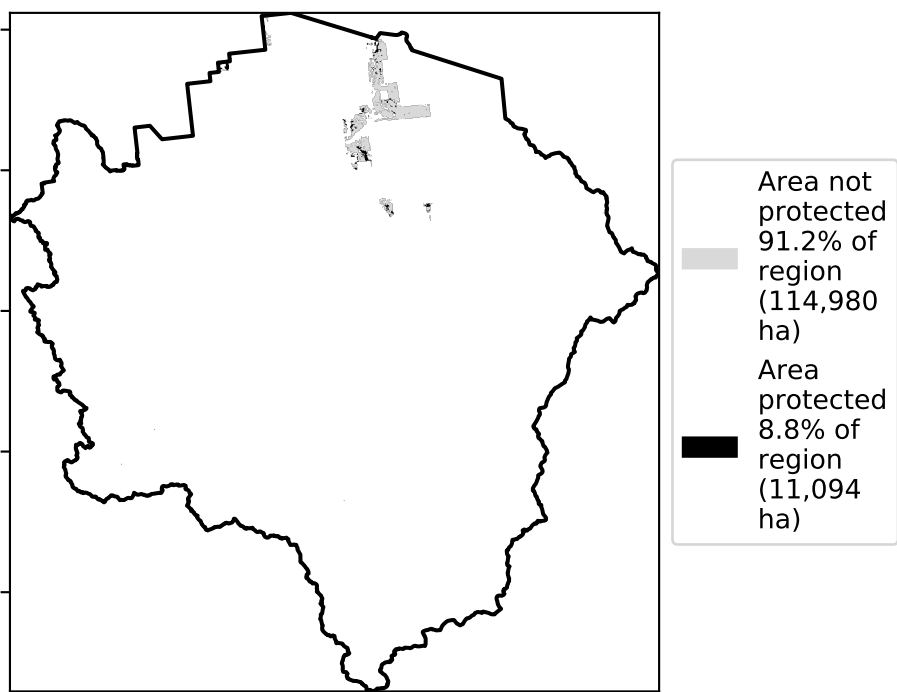 Area not
protected
91.2% of
region
(114,980
ha)
Area
protected
8.8% of
region
(11,094
ha)